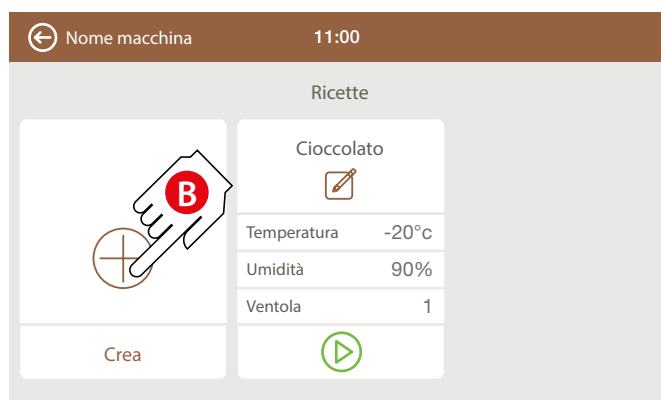 Nome macchina 11:00
Ricette
Cioccolato
B
Temperatura -20°c
Umidità 90%
Ventola 1
Crea